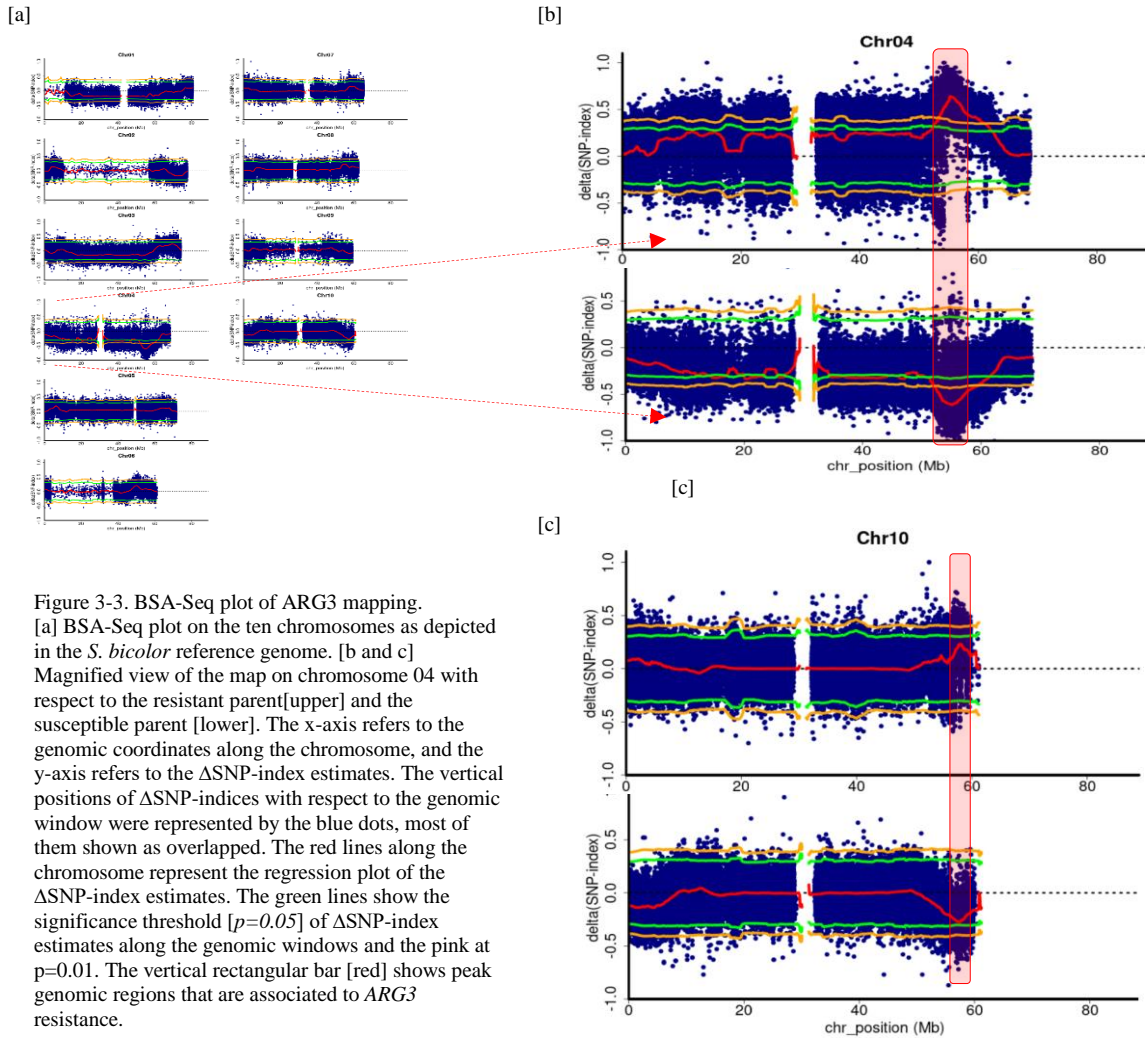 [a]
Chr01
Chr07
Chr02
Chr08
Chr03
Chr09
Chr04
Chr10
Chr05
Chr06
delta(SNP-index)
chr_position (Mb)
0 20 40 60 80
[b]
Chr04
1.0
0.5
0
-0.5
-1.0
delta(SNP-index)
0 20 40 60 80
0.5
0.0
-0.5
-1.0
delta(SNP-index)
0 20 40 60 80
chr_position (Mb)
[c]
[c]
Chr10
1.0
0.5
0.0
-0.5
-1.0
delta(SNP-index)
0 20 40 60 80
0.5
0.0
-0.5
-1.0
delta(SNP-index)
0 20 40 60 80
chr_position (Mb)
Figure 3-3. BSA-Seq plot of ARG3 mapping.
[a] BSA-Seq plot on the ten chromosomes as depicted
in the S. bicolor reference genome. [b and c]
Magnified view of the map on chromosome 04 with
respect to the resistant parent[upper] and the
susceptible parent [lower]. The x-axis refers to the
genomic coordinates along the chromosome, and the
y-axis refers to the ΔSNP-index estimates. The vertical
positions of ΔSNP-indices with respect to the genomic
window were represented by the blue dots, most of
them shown as overlapped. The red lines along the
chromosome represent the regression plot of the
ΔSNP-index estimates. The green lines show the
significance threshold [p=0.05] of ΔSNP-index
estimates along the genomic windows and the pink at
p=0.01. The vertical rectangular bar [red] shows peak
genomic regions that are associated to ARG3
resistance.